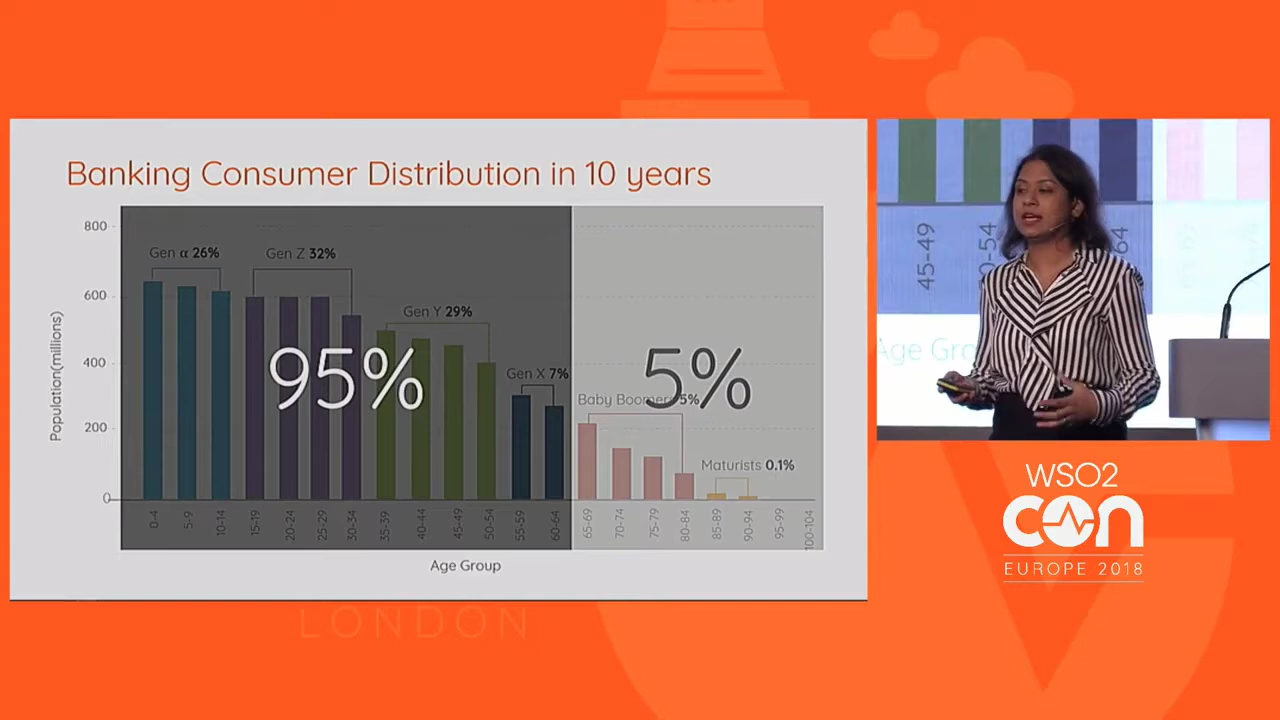 Banking Consumer Distribution in 10 years
Population(millions)
800
600
400
200
0
Gen α 26%
Gen Z 32%
Gen Y 29%
Gen X 7%
Baby Boomers 5%
Maturists 0.1%
95%
5%
0-4
5-9
10-14
15-19
20-24
25-29
30-34
35-39
40-44
45-49
50-54
55-59
60-64
65-69
70-74
75-79
80-84
85-89
90-94
95-99
100-104
Age Group
45-49
0-54
64
Age Gro
WSO2
CON
EUROPE 2018
LONDON